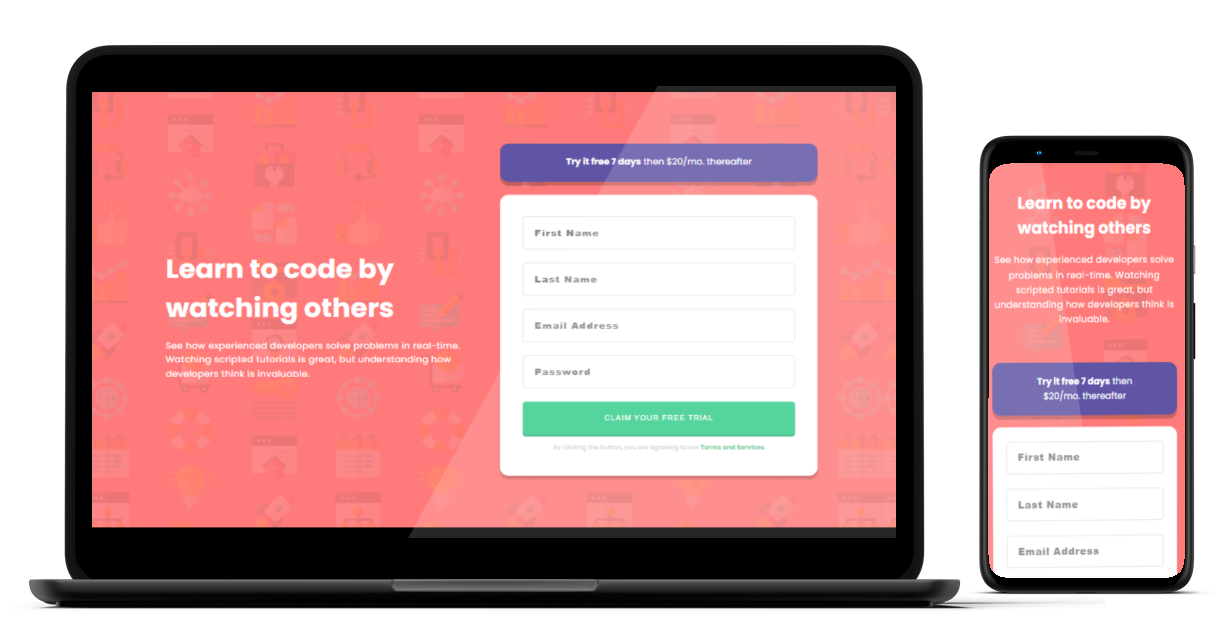 Learn to code by
watching others
See how experienced developers solve problems in real-time.
Watching scripted tutorials is great, but understanding how
developers think is invaluable.
Try it free 7 days then $20/mo. thereafter
First Name
Last Name
Email Address
Password
CLAIM YOUR FREE TRIAL
By clicking the button, you are agreeing to our Terms and Services
Learn to code by
watching others
See how experienced developers solve
problems in real-time. Watching
scripted tutorials is great, but
understanding how developers think is
invaluable.
Try it free 7 days then
$20/mo. thereafter
First Name
Last Name
Email Address